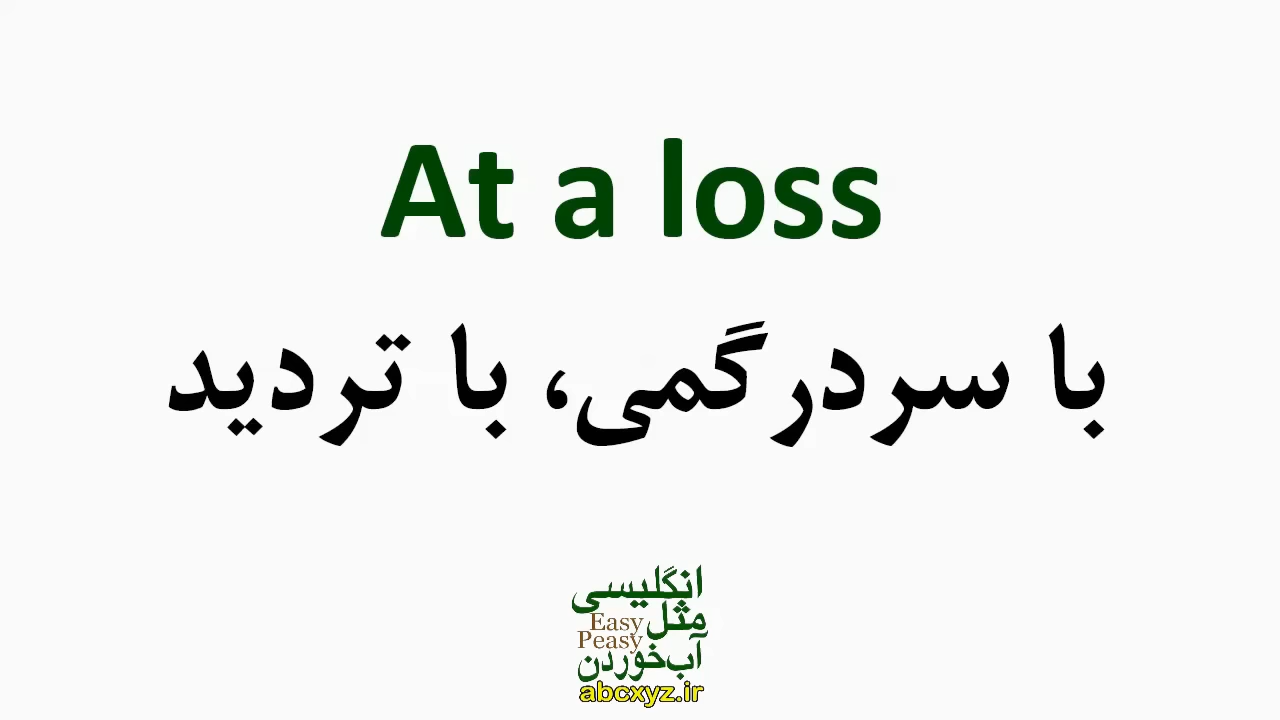 At a loss
با سردرگمی، با تردید
انگلیسی
مثل Easy
Peasy
آب‌خوردن
abcxyz.ir